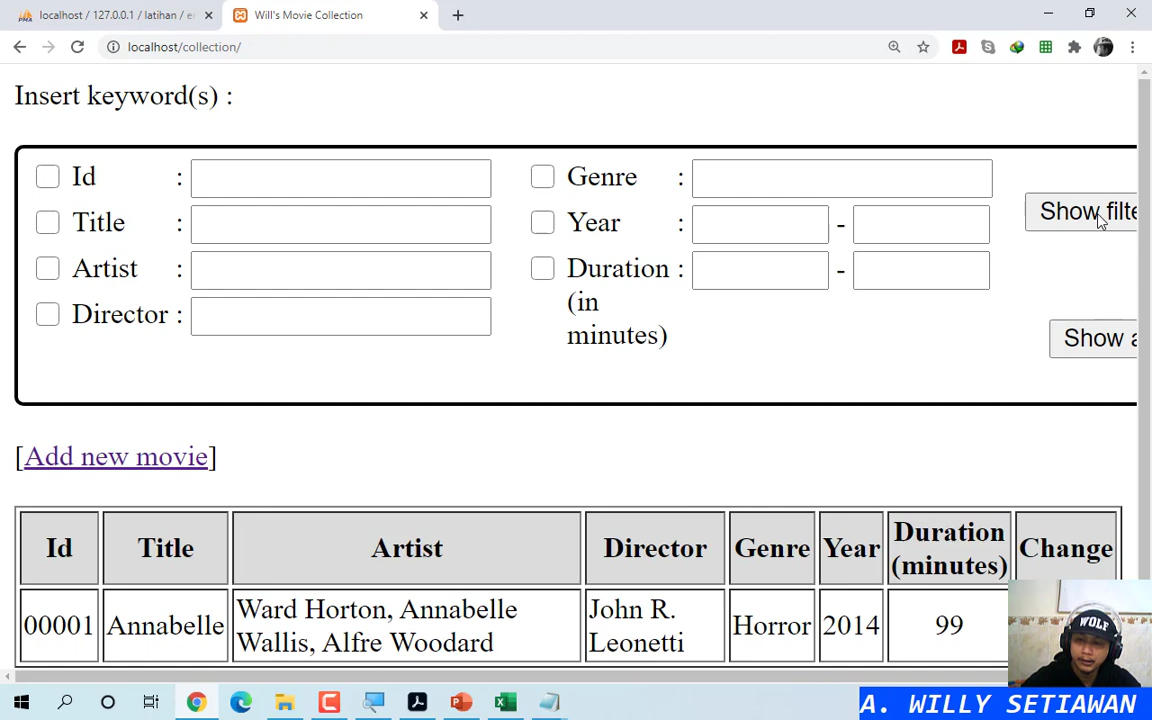 localhost / 127.0.0.1 / latihan / e
Will's Movie Collection
localhost/collection/
Insert keyword(s) :
Id :
Genre :
Show filte
Title :
Year : -
Artist :
Duration : -
(in
minutes)
Director :
Show a
[Add new movie]
Id Title Artist Director Genre Year Duration (minutes) Change
00001 Annabelle Ward Horton, Annabelle Wallis, Alfre Woodard John R. Leonetti Horror 2014 99
WOLF
A. WILLY SETIAWAN